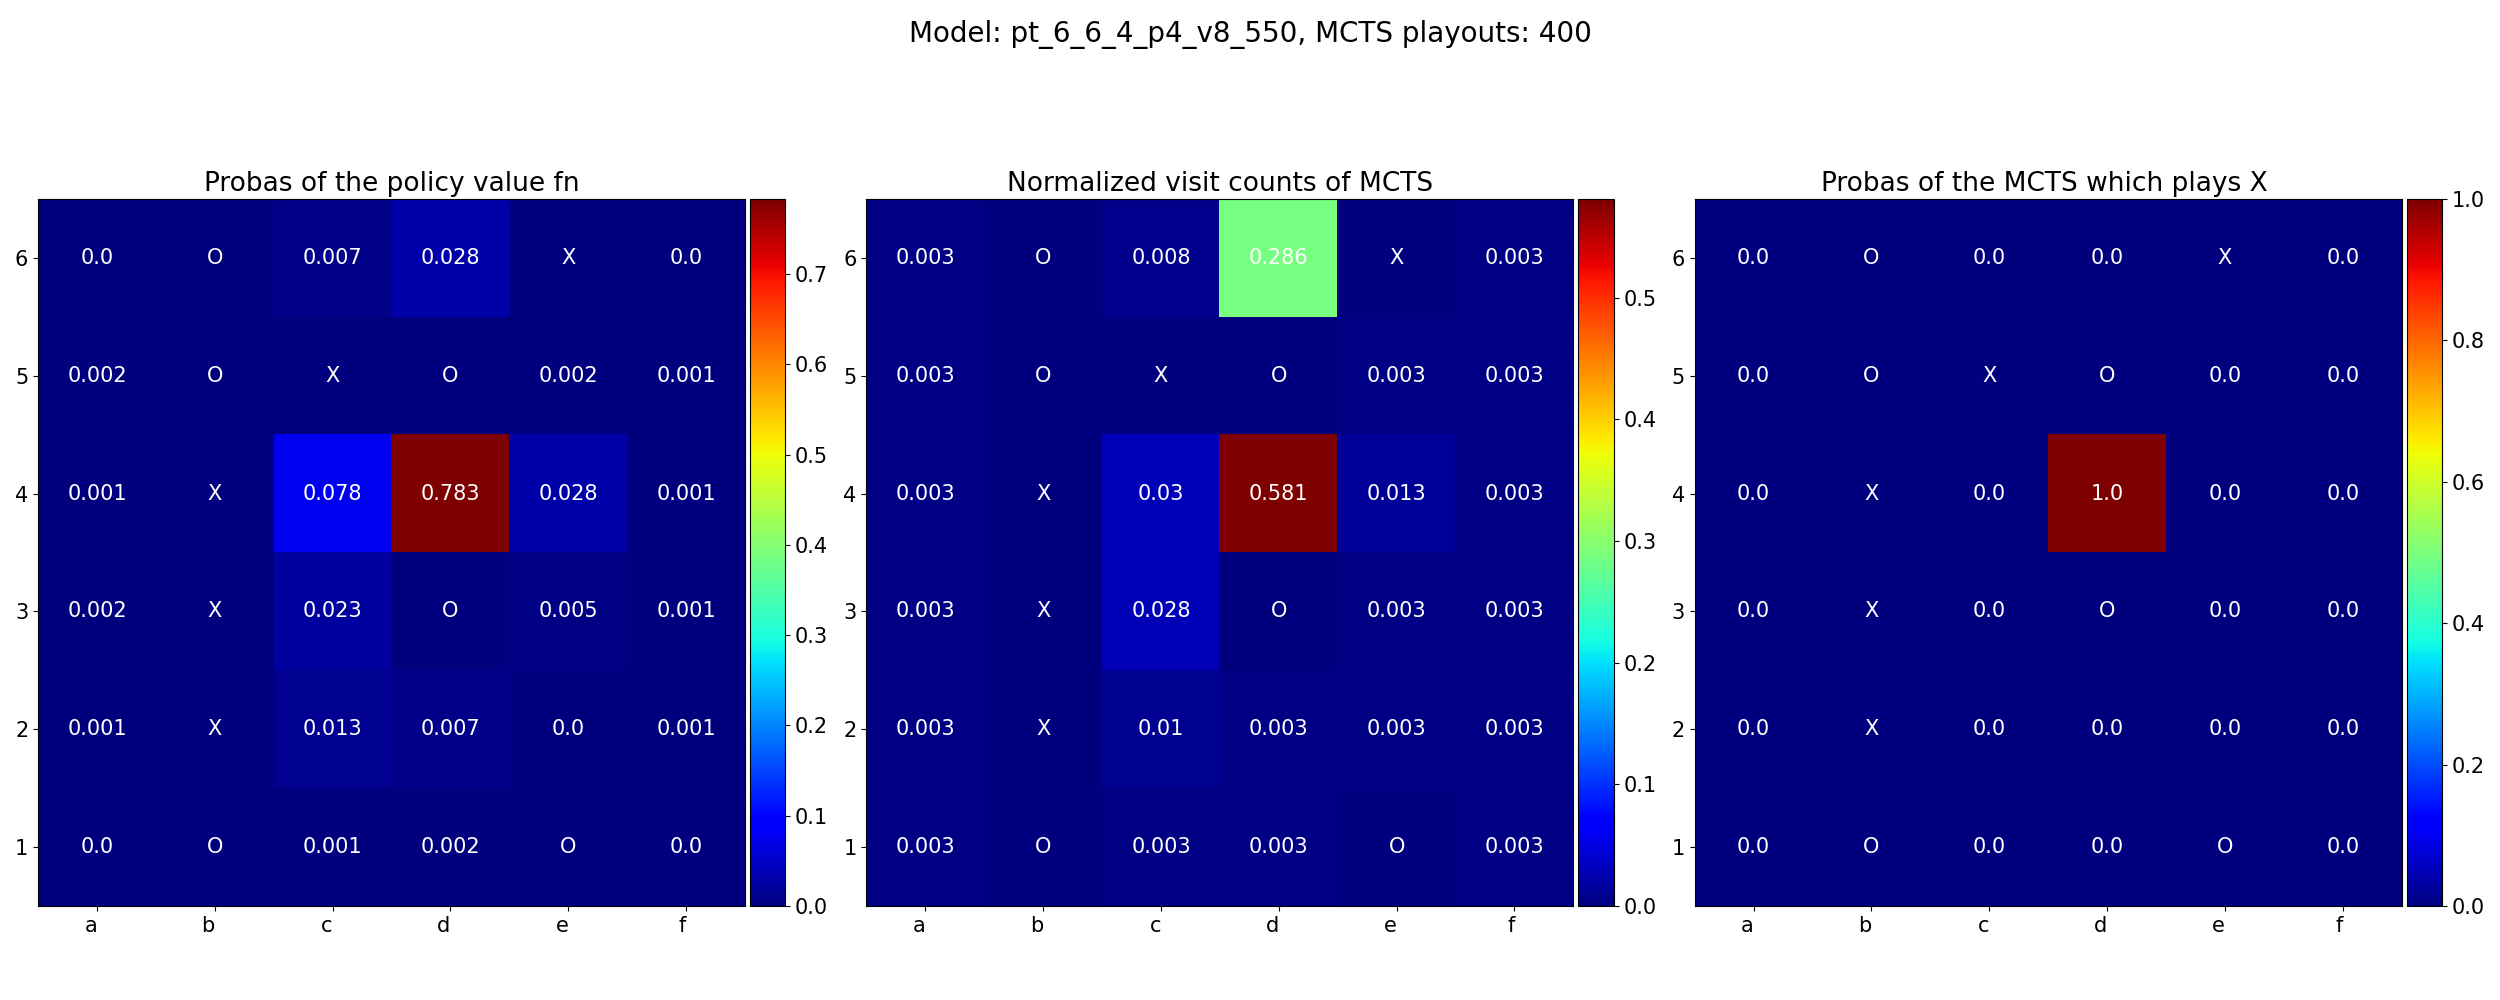 Model: pt_6_6_4_p4_v8_550, MCTS playouts: 400
Probas of the policy value fn
6 0.0 O 0.007 0.028 X 0.0
5 0.002 O X O 0.002 0.001
4 0.001 X 0.078 0.783 0.028 0.001
3 0.002 X 0.023 O 0.005 0.001
2 0.001 X 0.013 0.007 0.0 0.001
1 0.0 O 0.001 0.002 O 0.0
a b c d e f
0.7
0.6
0.5
0.4
0.3
0.2
0.1
0.0
Normalized visit counts of MCTS
6 0.003 O 0.008 0.286 X 0.003
5 0.003 O X O 0.003 0.003
4 0.003 X 0.03 0.581 0.013 0.003
3 0.003 X 0.028 O 0.003 0.003
2 0.003 X 0.01 0.003 0.003 0.003
1 0.003 O 0.003 0.003 O 0.003
a b c d e f
0.5
0.4
0.3
0.2
0.1
0.0
Probas of the MCTS which plays X
6 0.0 O 0.0 0.0 X 0.0
5 0.0 O X O 0.0 0.0
4 0.0 X 0.0 1.0 0.0 0.0
3 0.0 X 0.0 O 0.0 0.0
2 0.0 X 0.0 0.0 0.0 0.0
1 0.0 O 0.0 0.0 O 0.0
a b c d e f
1.0
0.8
0.6
0.4
0.2
0.0